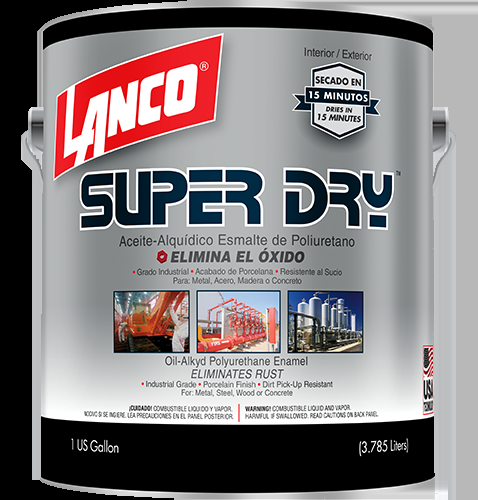 LANCO®
Interior / Exterior
SECADO EN
15 MINUTOS
DRIES IN
15 MINUTES
SUPER DRY™
Aceite-Alquídico Esmalte de Poliuretano
ELIMINA EL ÓXIDO
• Grado Industrial • Acabado de Porcelana • Resistente al Sucio
Para: Metal, Acero, Madera o Concreto
Oil-Alkyd Polyurethane Enamel
ELIMINATES RUST
• Industrial Grade • Porcelain Finish • Dirt Pick-Up Resistant
For: Metal, Steel, Wood or Concrete
USA
¡CUIDADO! COMBUSTIBLE LIQUIDO Y VAPOR.
NOCIVO SI SE INGIERE. LEA PRECAUCIONES EN EL PANEL POSTERIOR.
WARNING! COMBUSTIBLE LIQUID AND VAPOR.
HARMFUL IF SWALLOWED. READ CAUTIONS ON BACK PANEL.
1 US Gallon
(3.785 Liters)